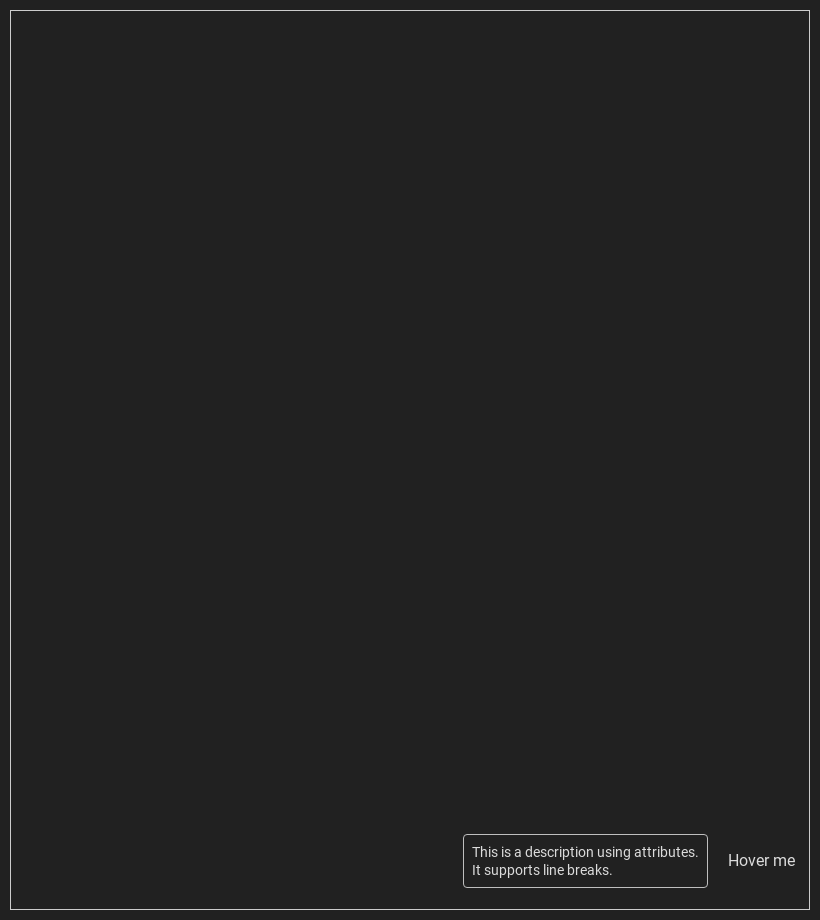 This is a description using attributes.
It supports line breaks.
Hover me